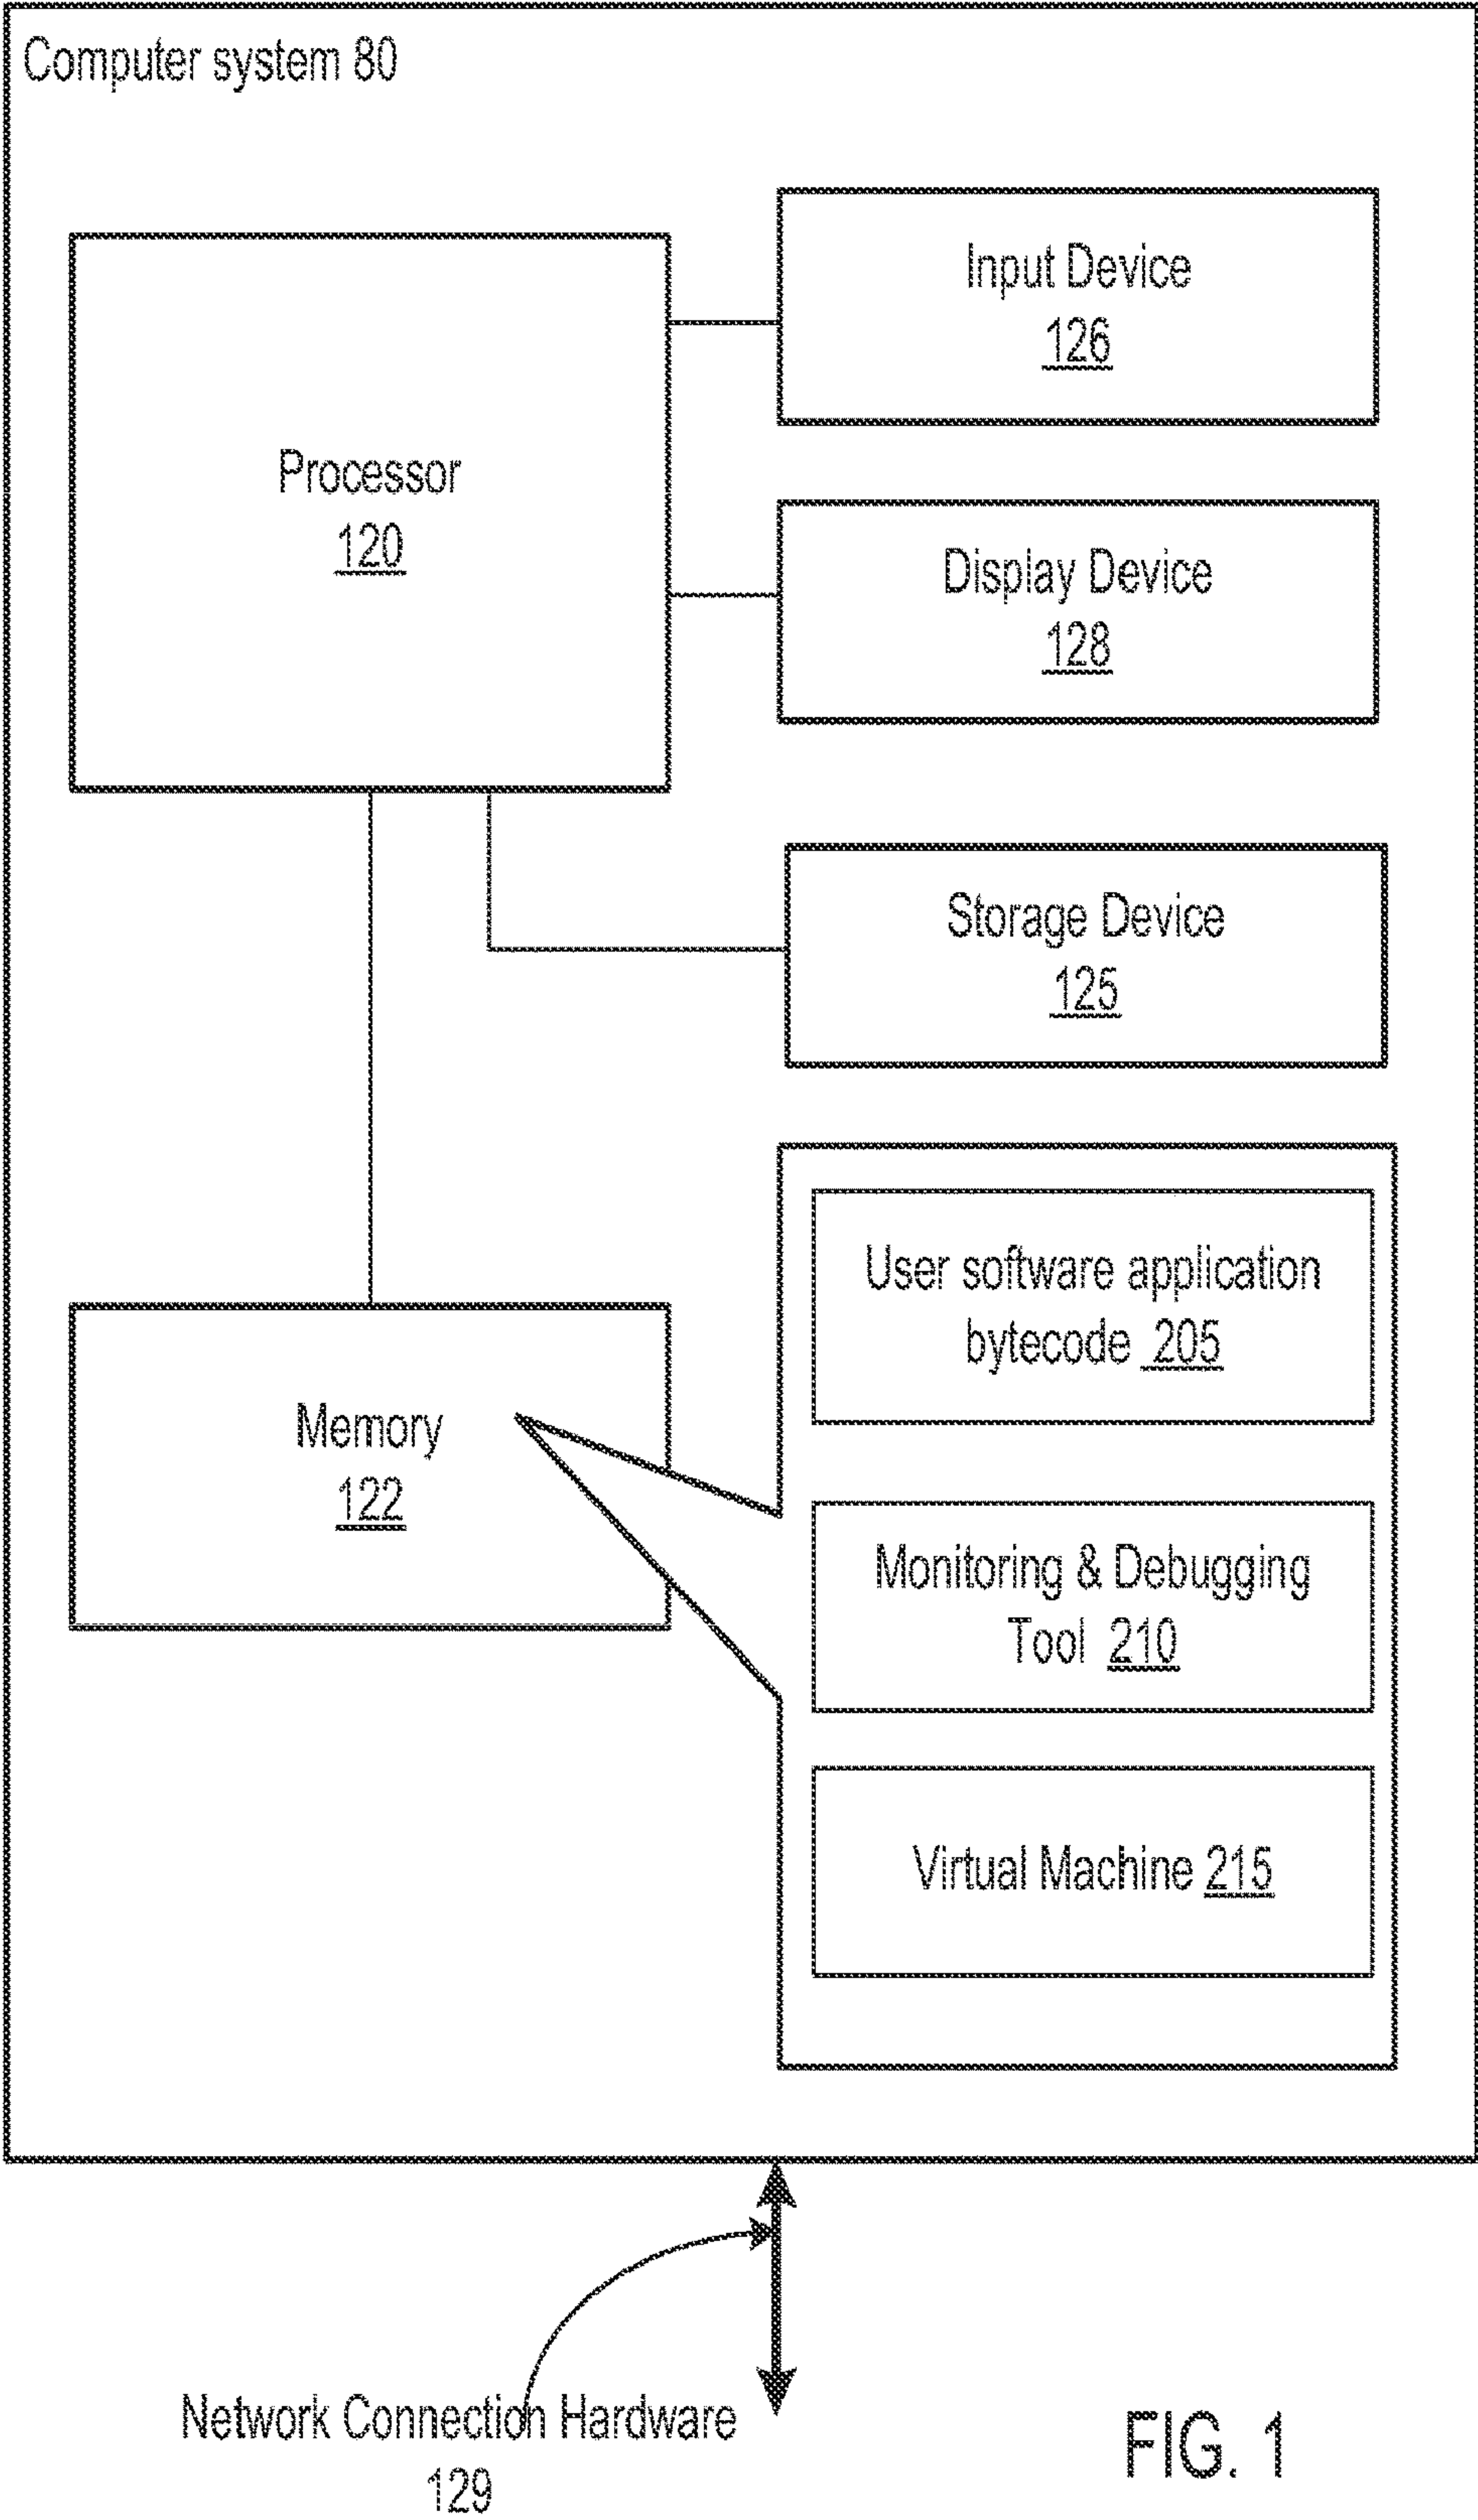 Computer system 80
Input Device
126
Processor
120
Display Device
128
Storage Device
125
User software application
bytecode 205
Memory
122
Monitoring & Debugging
Tool 210
Virtual Machine 215
Network Connection Hardware
129
FIG. 1